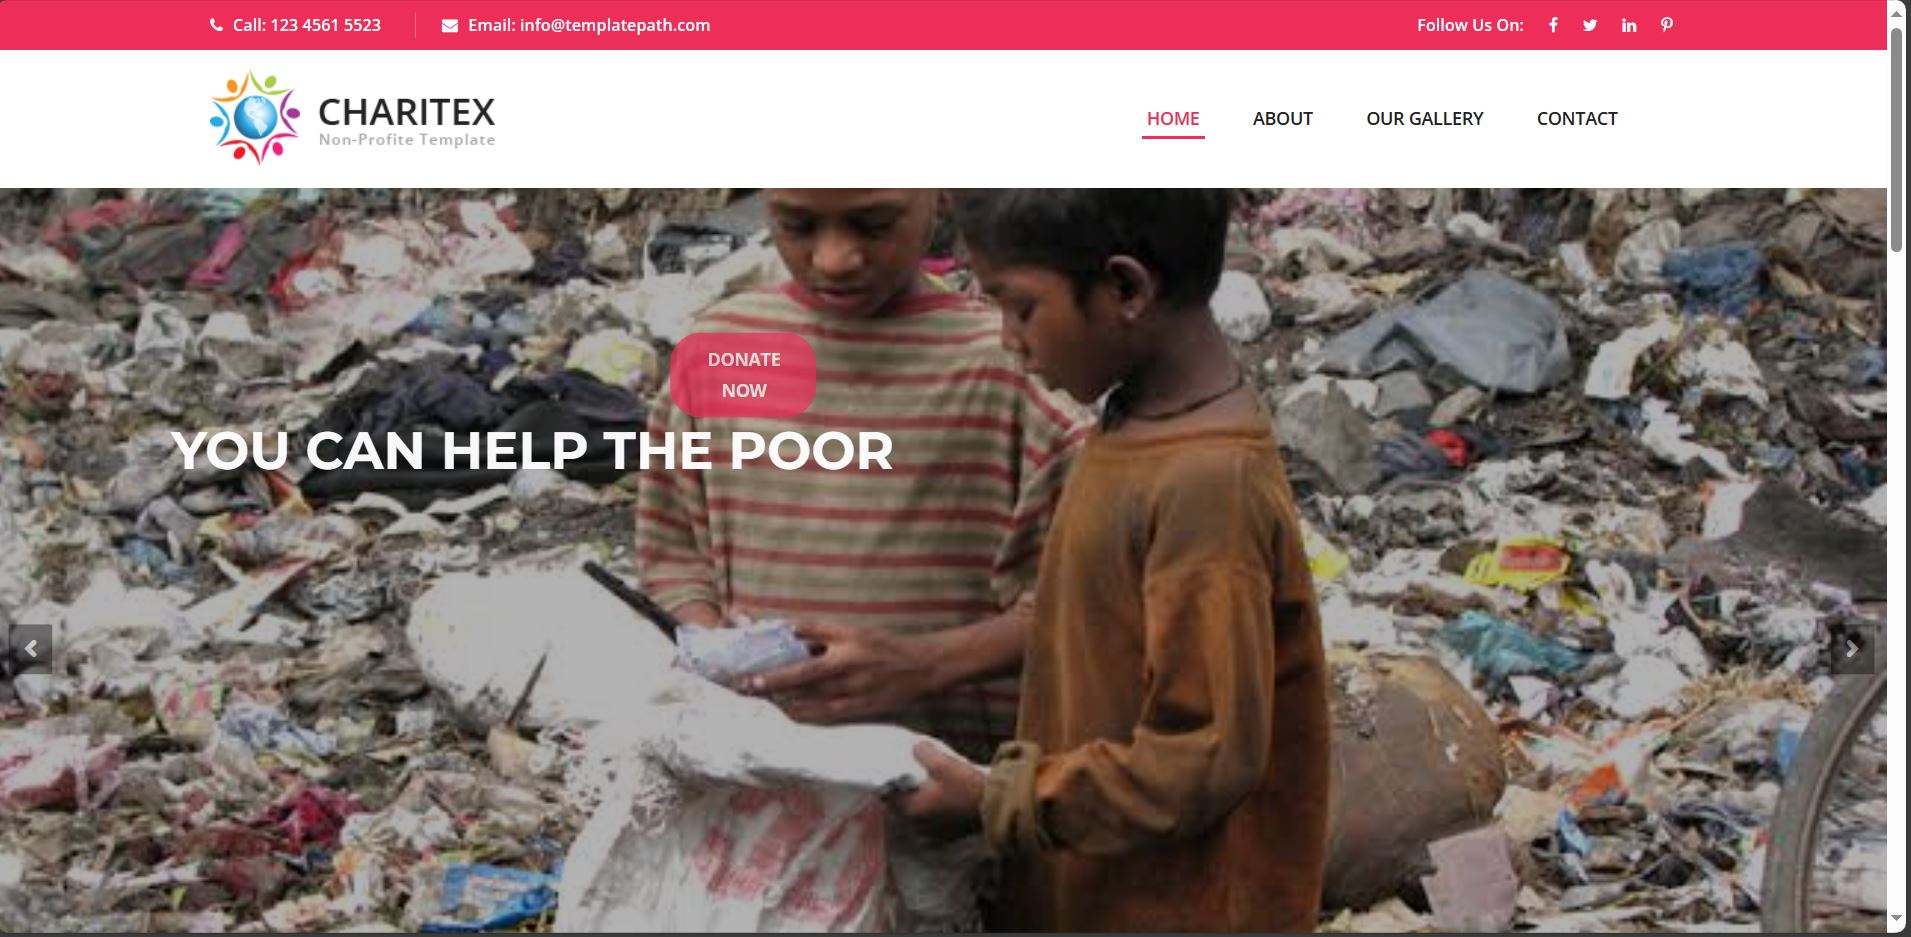 Call: 123 4561 5523
Email: info@templatepath.com
Follow Us On:
CHARITEX
Non-Profite Template
HOME
ABOUT
OUR GALLERY
CONTACT
DONATE
NOW
YOU CAN HELP THE POOR